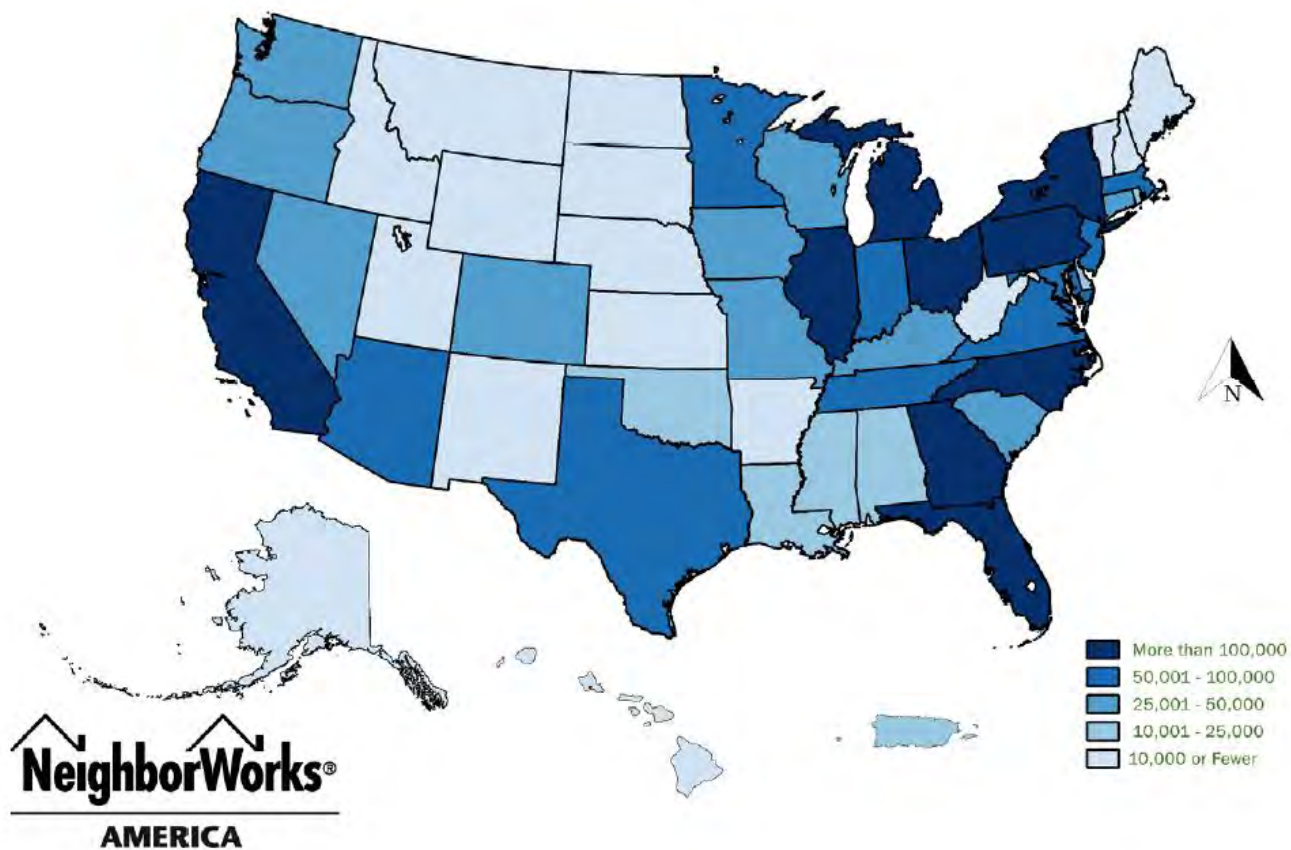 N
More than 100,000
50,001 - 100,000
25,001 - 50,000
10,001 - 25,000
10,000 or Fewer
NeighborWorks®
AMERICA